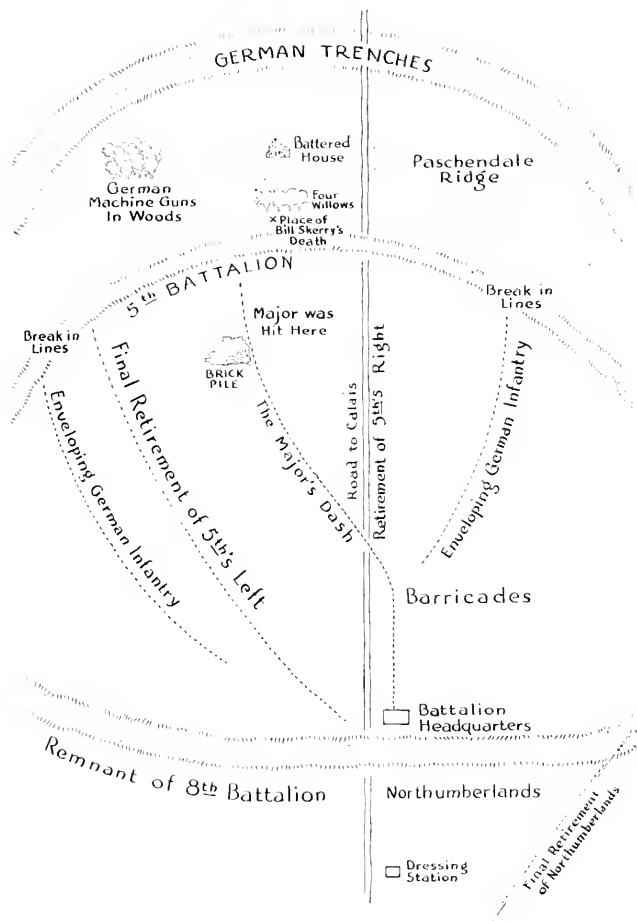 GERMAN TRENCHES
Battered
House
Paschendale
Ridge
German
Machine Guns
In Woods
Four
Willows
× Place of
Bill Skerry's
Death
5th BATTALION
Break in
Lines
Major was
Hit Here
Break in
Lines
BRICK
PILE
Final Retirement of 5th's Left
Enveloping German Infantry
The Major's Dash
Road to Calais
Retirement of 5th's Right
Enveloping German Infantry
Barricades
Battalion
Headquarters
Remnant of 8th Battalion
Northumberlands
Final Retirement
of Northumberlands
Dressing
Station